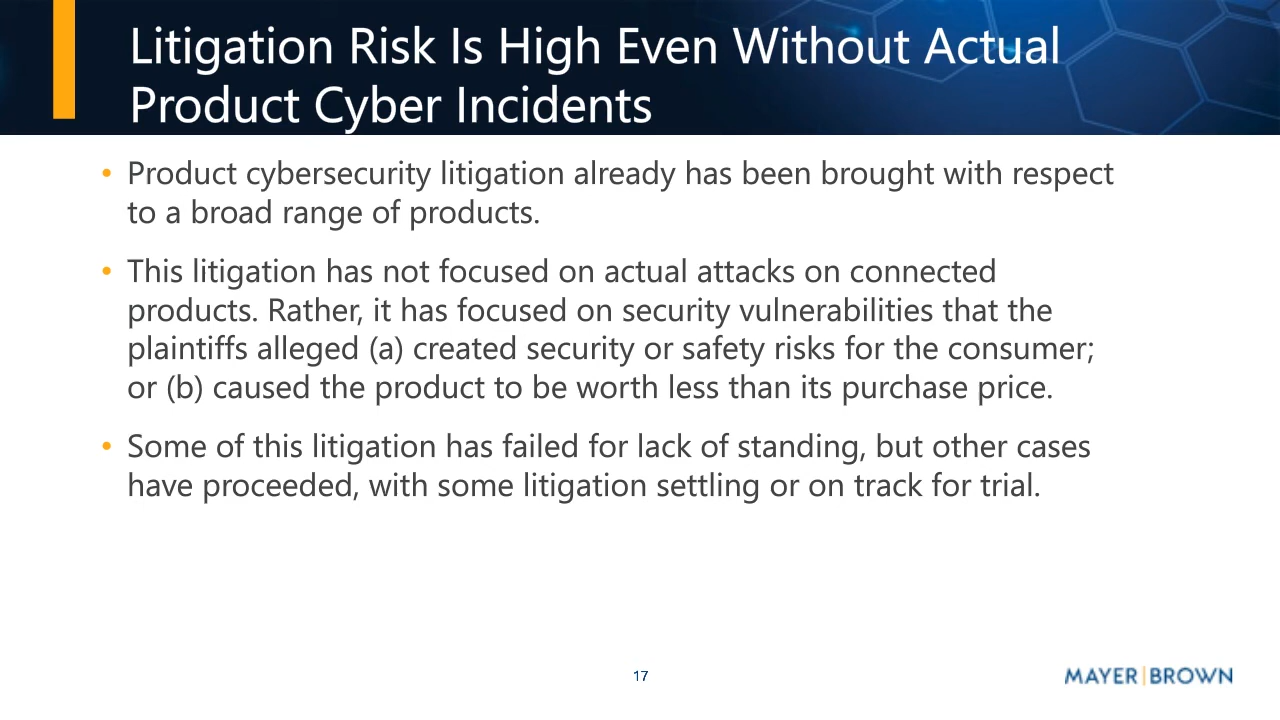 Litigation Risk Is High Even Without Actual
Product Cyber Incidents
• Product cybersecurity litigation already has been brought with respect
to a broad range of products.
• This litigation has not focused on actual attacks on connected
products. Rather, it has focused on security vulnerabilities that the
plaintiffs alleged (a) created security or safety risks for the consumer;
or (b) caused the product to be worth less than its purchase price.
• Some of this litigation has failed for lack of standing, but other cases
have proceeded, with some litigation settling or on track for trial.
17
MAYER|BROWN